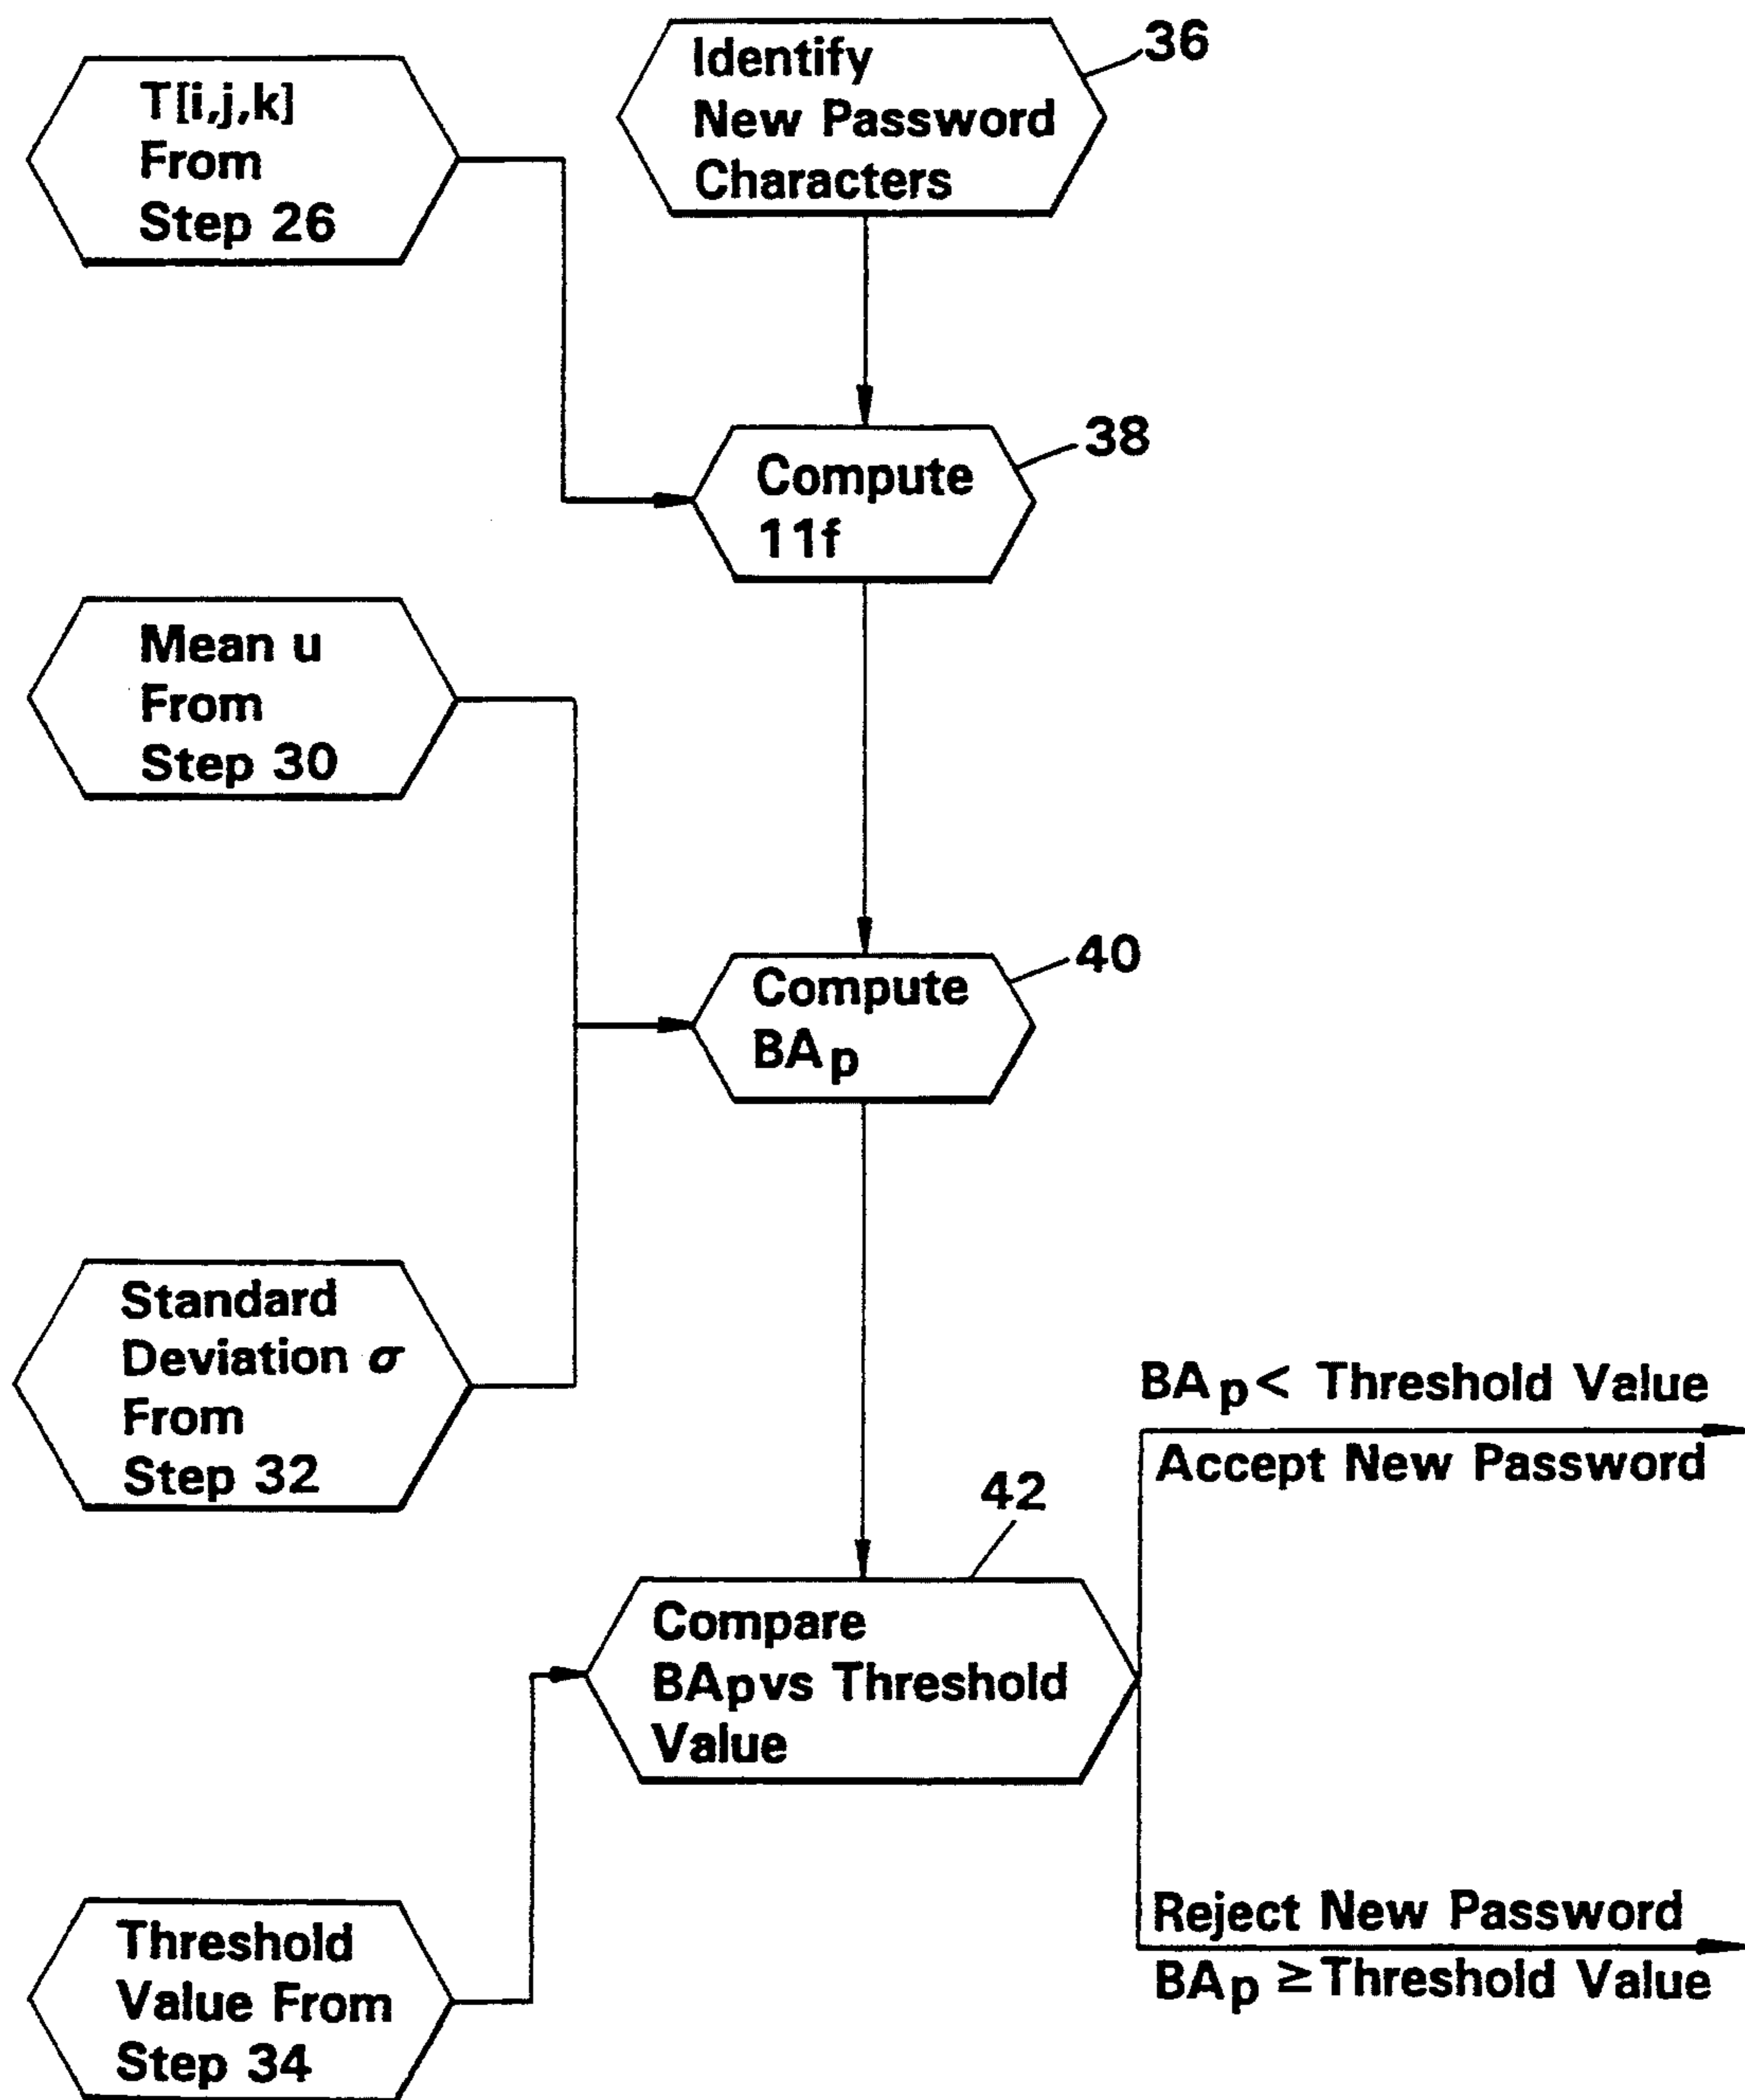 T[i,j,k]
From
Step 26
Identify
New Password
Characters
36
Compute
11f
38
Mean u
From
Step 30
Compute
BAp
40
Standard
Deviation σ
From
Step 32
BAp < Threshold Value
Accept New Password
42
Compare
BAp vs Threshold
Value
Reject New Password
BAp ≥ Threshold Value
Threshold
Value From
Step 34